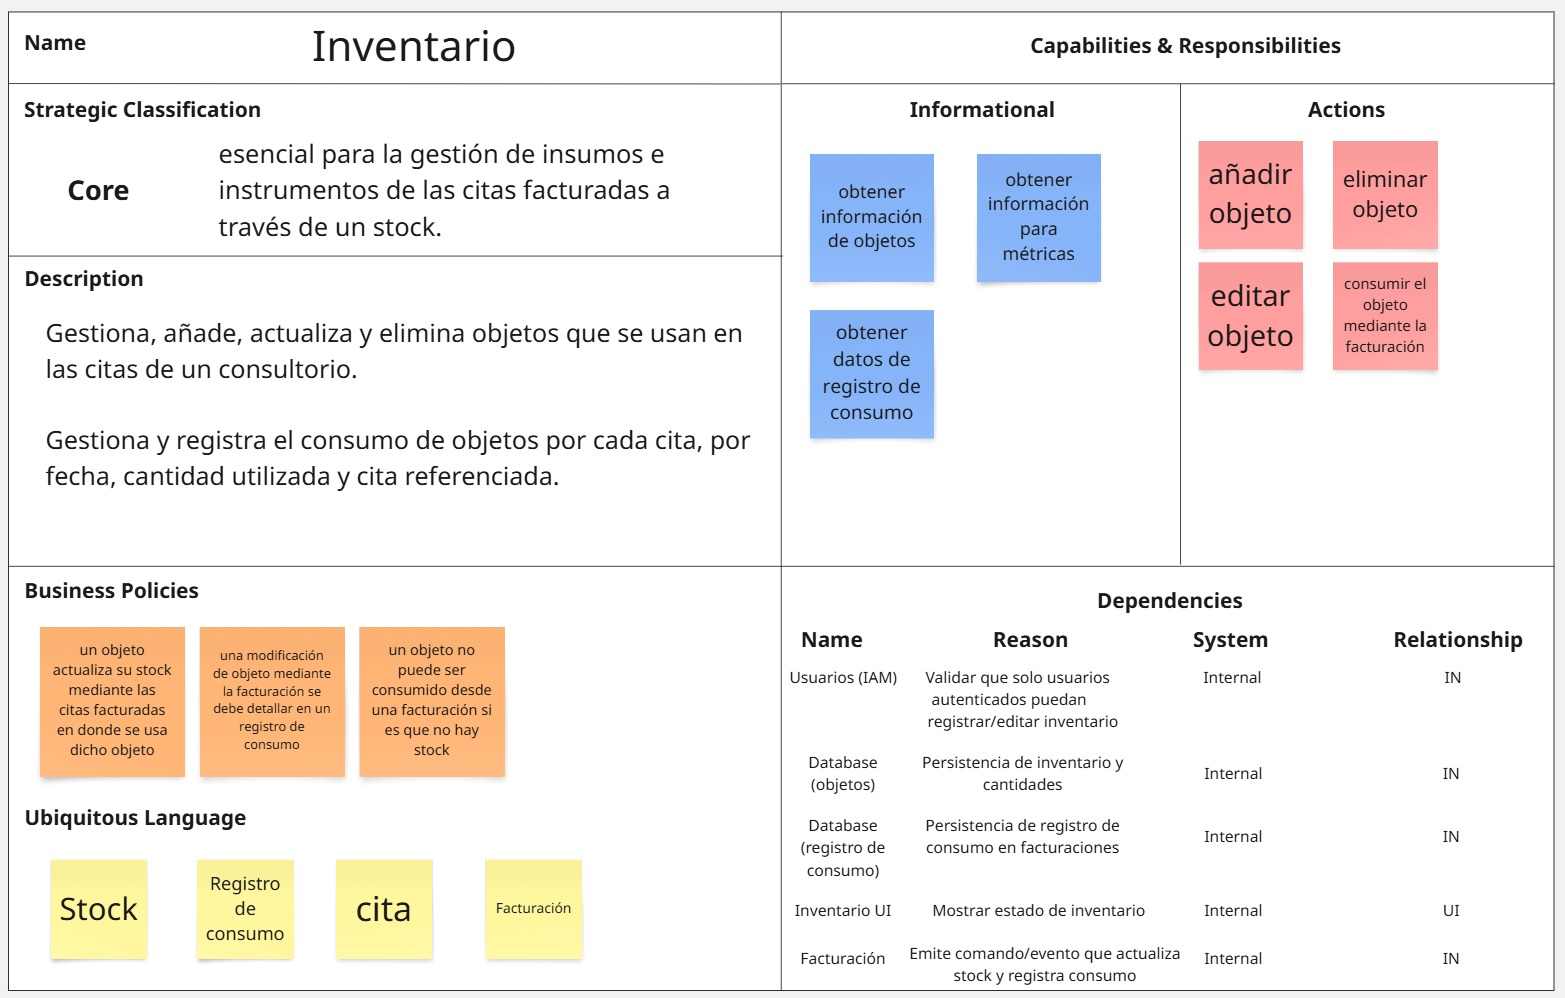 Name
Inventario
Strategic Classification
Core
esencial para la gestión de insumos e
instrumentos de las citas facturadas a
través de un stock.
Description
Gestiona, añade, actualiza y elimina objetos que se usan en
las citas de un consultorio.
Gestiona y registra el consumo de objetos por cada cita, por
fecha, cantidad utilizada y cita referenciada.
Capabilities & Responsibilities
Informational
obtener
información
de objetos
obtener
información
para
métricas
obtener
datos de
registro de
consumo
Actions
añadir
objeto
eliminar
objeto
editar
objeto
consumir el
objeto
mediante la
facturación
Business Policies
un objeto
actualiza su stock
mediante las
citas facturadas
en donde se usa
dicho objeto
una modificación
de objeto mediante
la facturación se
debe detallar en un
registro de
consumo
un objeto no
puede ser
consumido desde
una facturación si
es que no hay
stock
Ubiquitous Language
Stock
Registro
de
consumo
cita
Facturación
Dependencies
Name Reason System Relationship
Usuarios (IAM)
Validar que solo usuarios
autenticados puedan
registrar/editar inventario
Internal
IN
Database
(objetos)
Persistencia de inventario y
cantidades
Internal
IN
Database
(registro de
consumo)
Persistencia de registro de
consumo en facturaciones
Internal
IN
Inventario UI
Mostrar estado de inventario
Internal
UI
Facturación
Emite comando/evento que actualiza
stock y registra consumo
Internal
IN